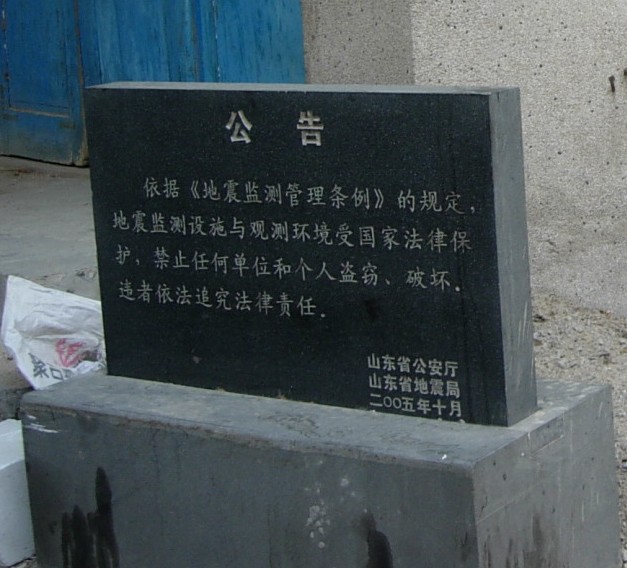 公告
依据《地震监测管理条例》的规定,
地震监测设施与观测环境受国家法律保
护,禁止任何单位和个人盗窃、破坏.
违者依法追究法律责任.
山东省公安厅
山东省地震局
二〇〇五年十月